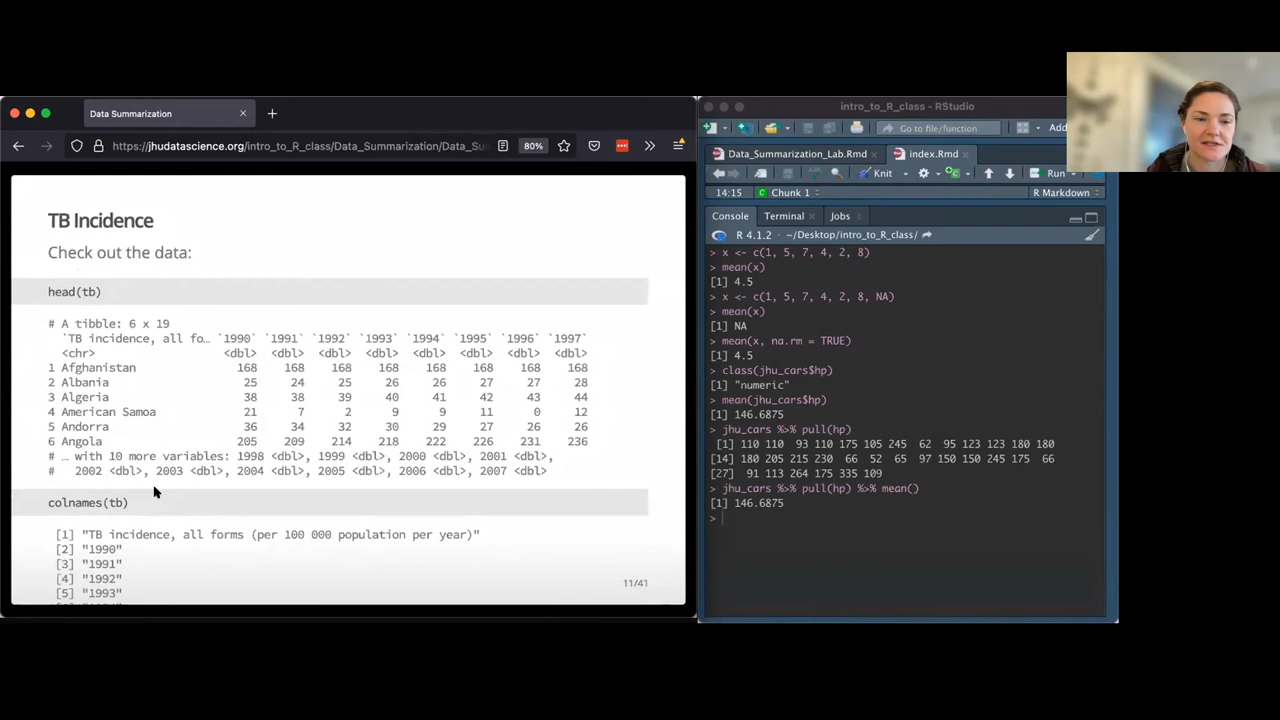 Data Summarization
https://jhudatascience.org/intro_to_R_class/Data_Summarization/Data_Su
80%
TB Incidence
Check out the data:
head(tb)
# A tibble: 6 x 19
`TB incidence, all fo… `1990` `1991` `1992` `1993` `1994` `1995` `1996` `1997`
<chr> <dbl> <dbl> <dbl> <dbl> <dbl> <dbl> <dbl> <dbl>
1 Afghanistan 168 168 168 168 168 168 168 168
2 Albania 25 24 25 26 26 27 27 28
3 Algeria 38 38 39 40 41 42 43 44
4 American Samoa 21 7 2 9 9 11 0 12
5 Andorra 36 34 32 30 29 27 26 26
6 Angola 205 209 214 218 222 226 231 236
# … with 10 more variables: 1998 <dbl>, 1999 <dbl>, 2000 <dbl>, 2001 <dbl>,
# 2002 <dbl>, 2003 <dbl>, 2004 <dbl>, 2005 <dbl>, 2006 <dbl>, 2007 <dbl>
colnames(tb)
[1] "TB incidence, all forms (per 100 000 population per year)"
[2] "1990"
[3] "1991"
[4] "1992"
[5] "1993"
11/41
intro_to_R_class - RStudio
Go to file/function
Add
Data_Summarization_Lab.Rmd
index.Rmd
Knit
Run
14:15
Chunk 1
R Markdown
Console Terminal Jobs
R 4.1.2 · ~/Desktop/intro_to_R_class/
> x <- c(1, 5, 7, 4, 2, 8)
> mean(x)
[1] 4.5
> x <- c(1, 5, 7, 4, 2, 8, NA)
> mean(x)
[1] NA
> mean(x, na.rm = TRUE)
[1] 4.5
> class(jhu_cars$hp)
[1] "numeric"
> mean(jhu_cars$hp)
[1] 146.6875
> jhu_cars %>% pull(hp)
[1] 110 110 93 110 175 105 245 62 95 123 123 180 180
[14] 180 205 215 230 66 52 65 97 150 150 245 175 66
[27] 91 113 264 175 335 109
> jhu_cars %>% pull(hp) %>% mean()
[1] 146.6875
>